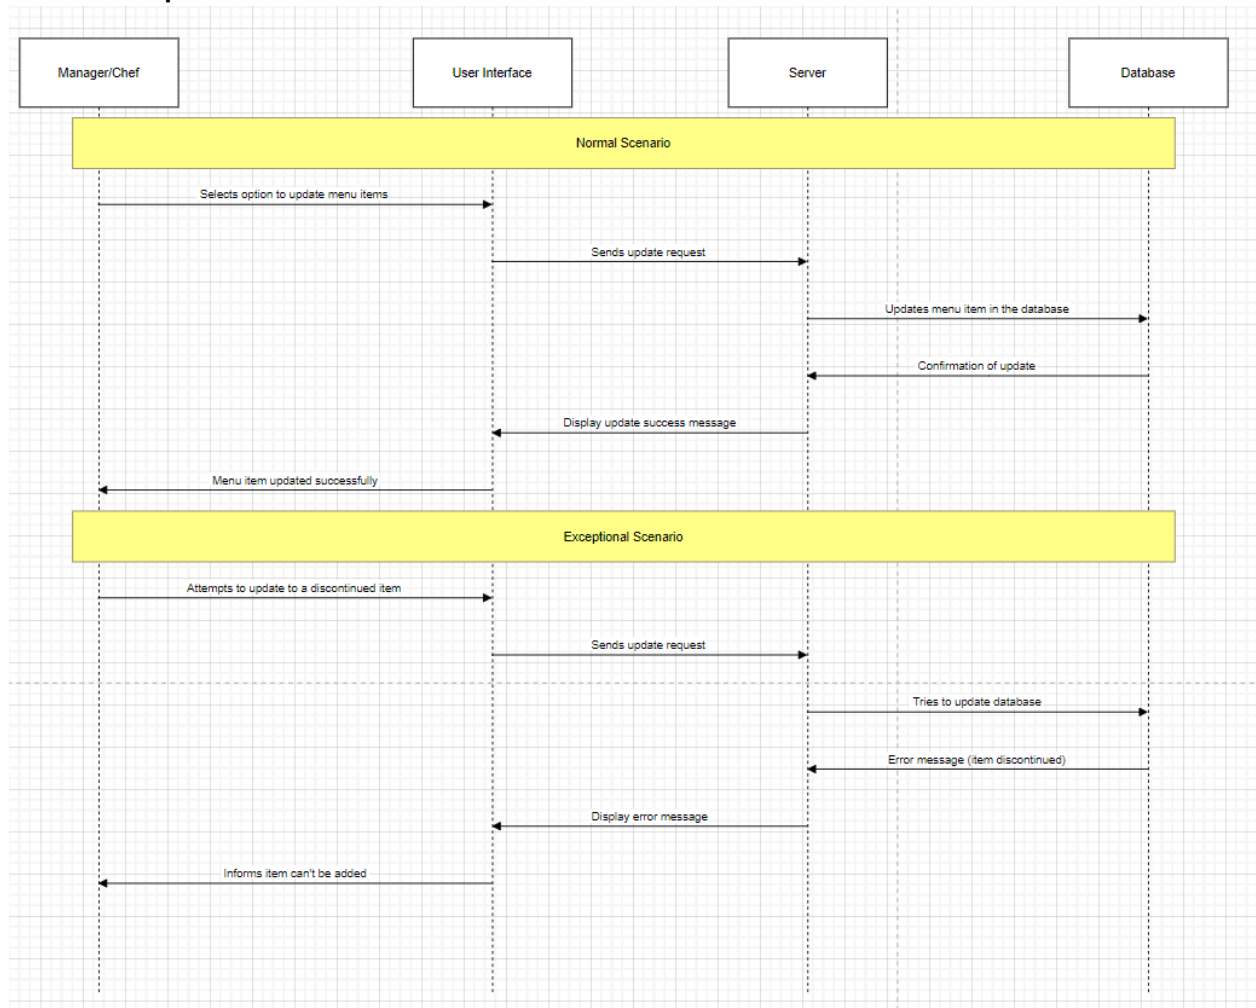 Manager/Chef
User Interface
Server
Database
Normal Scenario
Selects option to update menu items
Sends update request
Updates menu item in the database
Confirmation of update
Display update success message
Menu item updated successfully
Exceptional Scenario
Attempts to update to a discontinued item
Sends update request
Tries to update database
Error message (item discontinued)
Display error message
Informs item can't be added